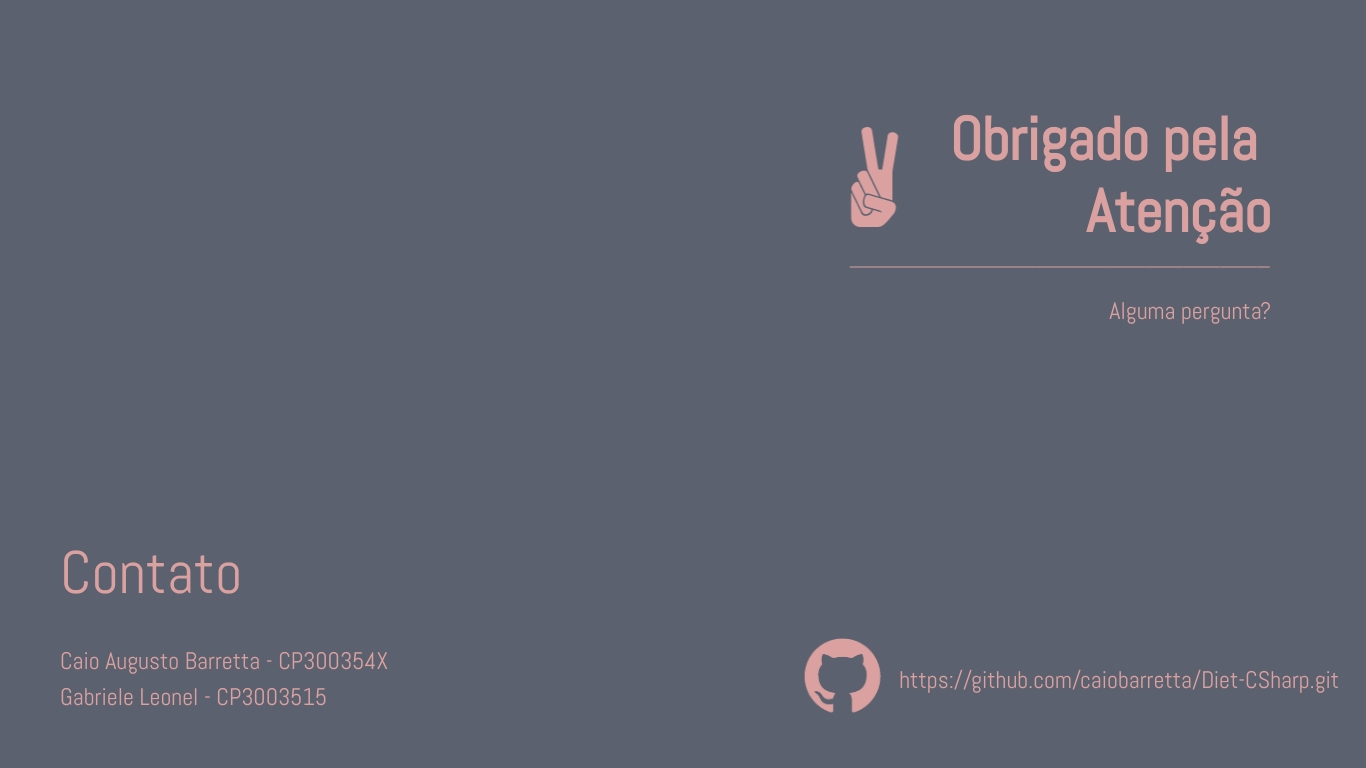 Obrigado pela
Atenção
Alguma pergunta?
Contato
Caio Augusto Barretta - CP300354X
Gabriele Leonel - CP3003515
https://github.com/caiobarretta/Diet-CSharp.git